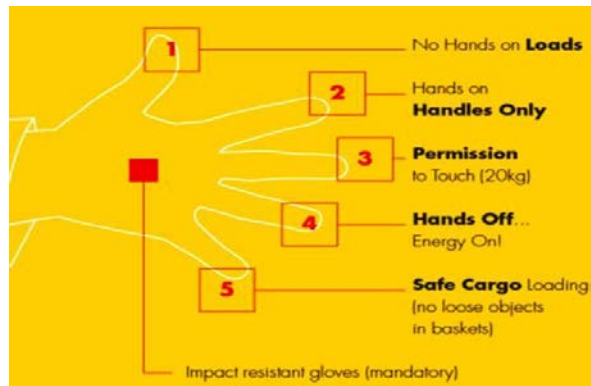 1
No Hands on Loads
2
Hands on
Handles Only
3
Permission
to Touch (20kg)
4
Hands Off...
Energy On!
5
Safe Cargo Loading
(no loose objects
in baskets)
Impact resistant gloves (mandatory)